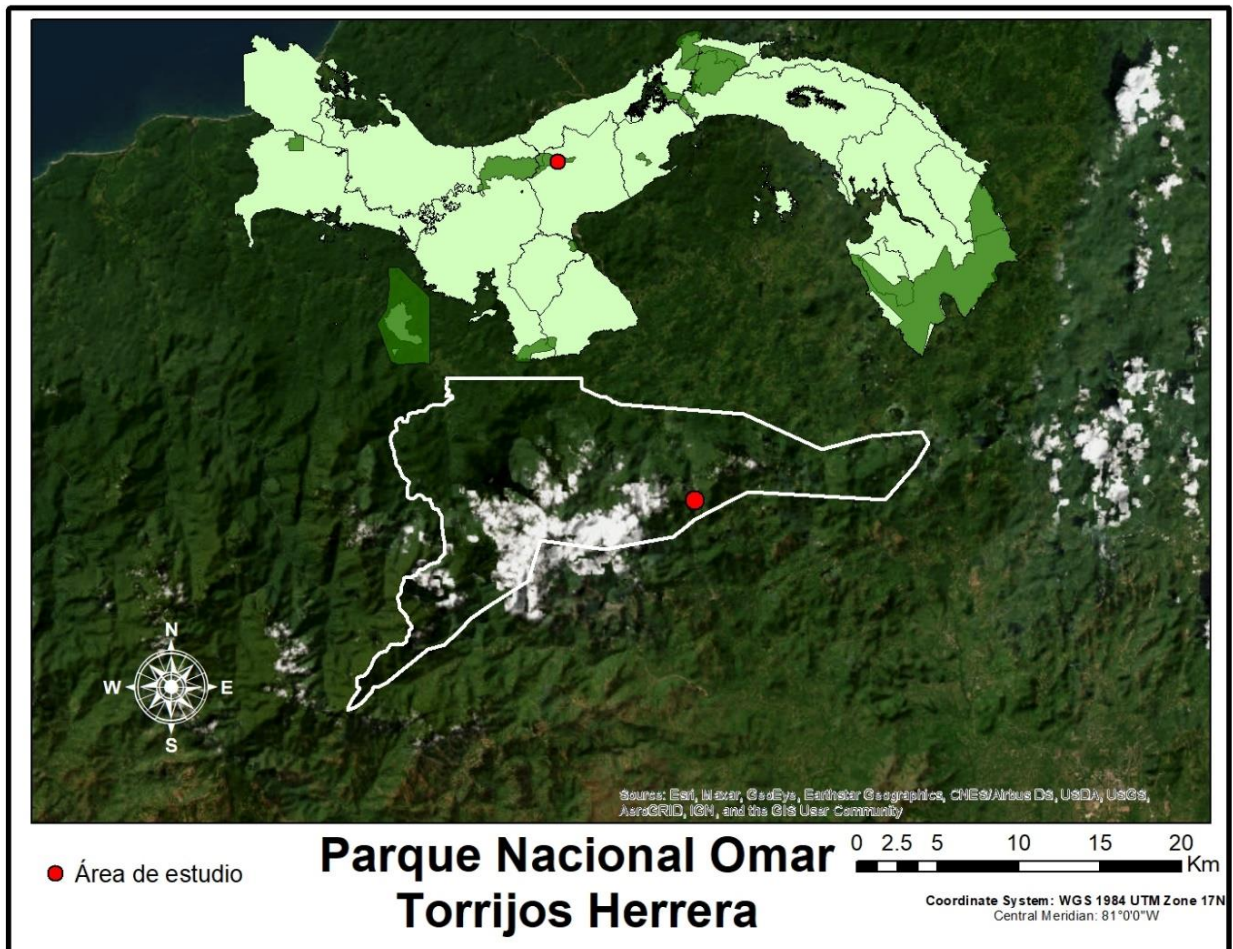 N
W E
S
Source: Esri, Maxar, GeoEye, Earthstar Geographics, CNES/Airbus DS, USDA, USGS,
AeroGRID, IGN, and the GIS User Community
Área de estudio
Parque Nacional Omar
Torrijos Herrera
0 2.5 5 10 15 20
Km
Coordinate System: WGS 1984 UTM Zone 17N
Central Meridian: 81°0'0"W